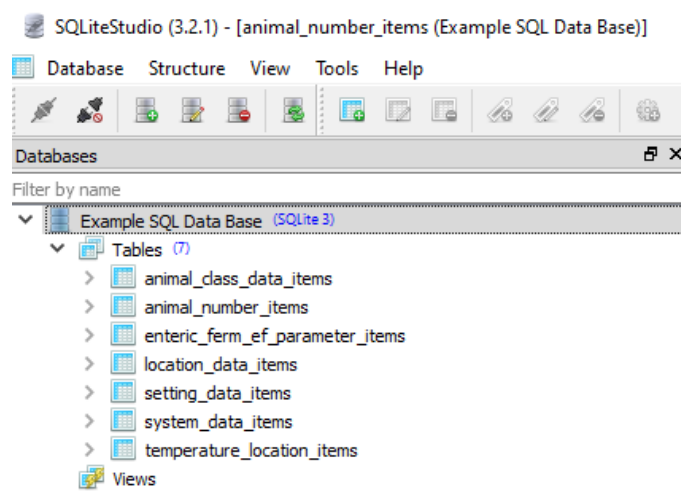 SQLiteStudio (3.2.1) - [animal_number_items (Example SQL Data Base)]
Database Structure View Tools Help
Databases
Filter by name
Example SQL Data Base (SQLite 3)
Tables (7)
animal_class_data_items
animal_number_items
enteric_ferm_ef_parameter_items
location_data_items
setting_data_items
system_data_items
temperature_location_items
Views